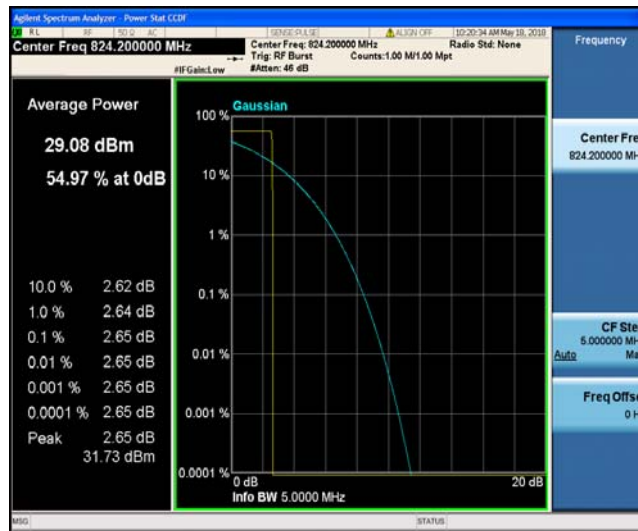 Agilent Spectrum Analyzer - Power Stat CCDF
RL RF 50 Ω AC SENSE:PULSE ALIGN OFF 10:20:34 AM May 18, 2018
Center Freq 824.200000 MHz
Center Freq: 824.200000 MHz Radio Std: None
Trig: RF Burst Counts:1.00 M/1.00 Mpt
#IFGain:Low #Atten: 46 dB
Frequency
Average Power
29.08 dBm
54.97 % at 0dB
10.0 % 2.62 dB
1.0 % 2.64 dB
0.1 % 2.65 dB
0.01 % 2.65 dB
0.001 % 2.65 dB
0.0001 % 2.65 dB
Peak 2.65 dB
31.73 dBm
Gaussian
100 %
10 %
1 %
0.1 %
0.01 %
0.001 %
0.0001 %
0 dB 20 dB
Info BW 5.0000 MHz
Center Fre
824.200000 MH
CF Ste
5.000000 MH
Auto Ma
Freq Offse
0 H
MSG STATUS